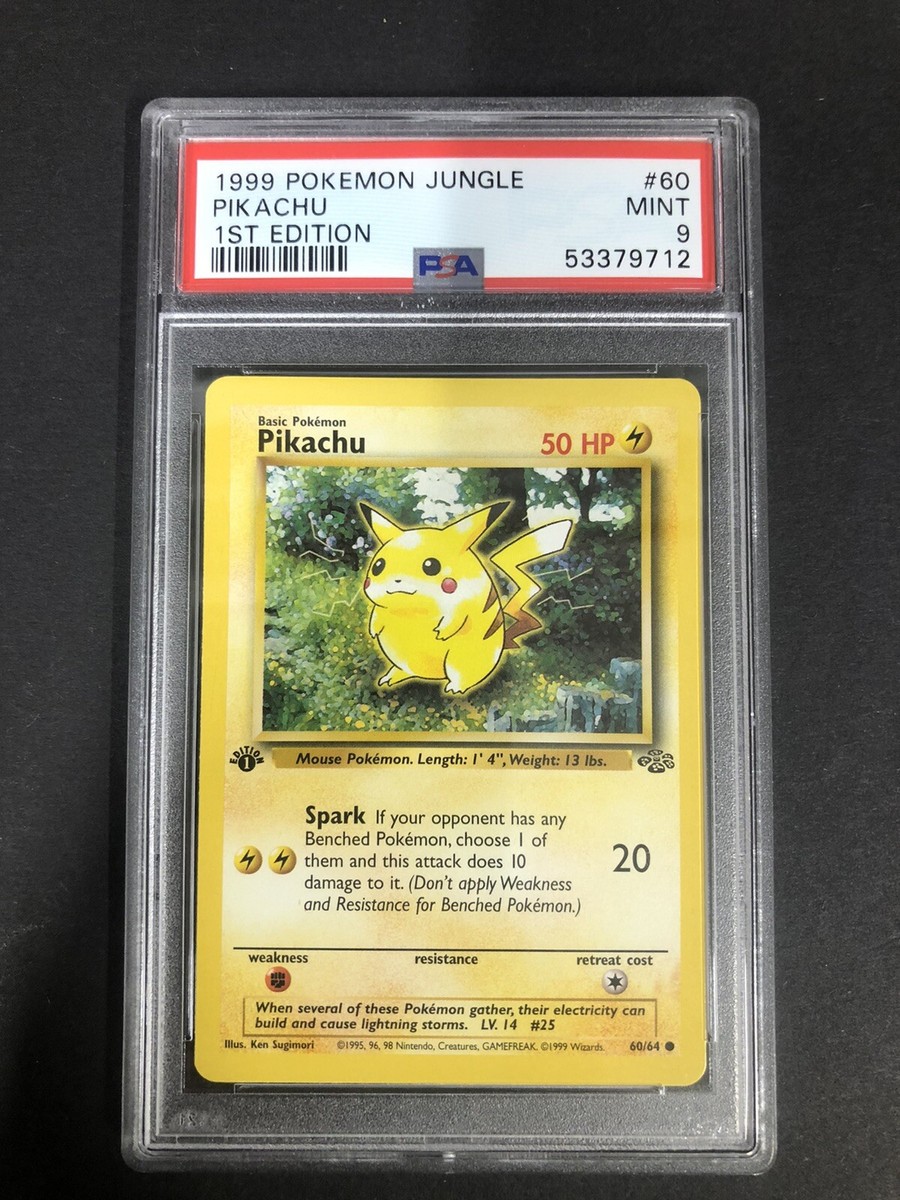 1999 POKEMON JUNGLE #60
PIKACHU MINT
1ST EDITION 9
PSA 53379712
Basic Pokémon
Pikachu 50 HP
EDITION
1
Mouse Pokémon. Length: 1' 4", Weight: 13 lbs.
Spark If your opponent has any
Benched Pokémon, choose 1 of
them and this attack does 10
damage to it. (Don't apply Weakness
and Resistance for Benched Pokémon.)
20
weakness resistance retreat cost
When several of these Pokémon gather, their electricity can
build and cause lightning storms. LV. 14 #25
Illus. Ken Sugimori ©1995, 96, 98 Nintendo, Creatures, GAMEFREAK. ©1999 Wizards. 60/64